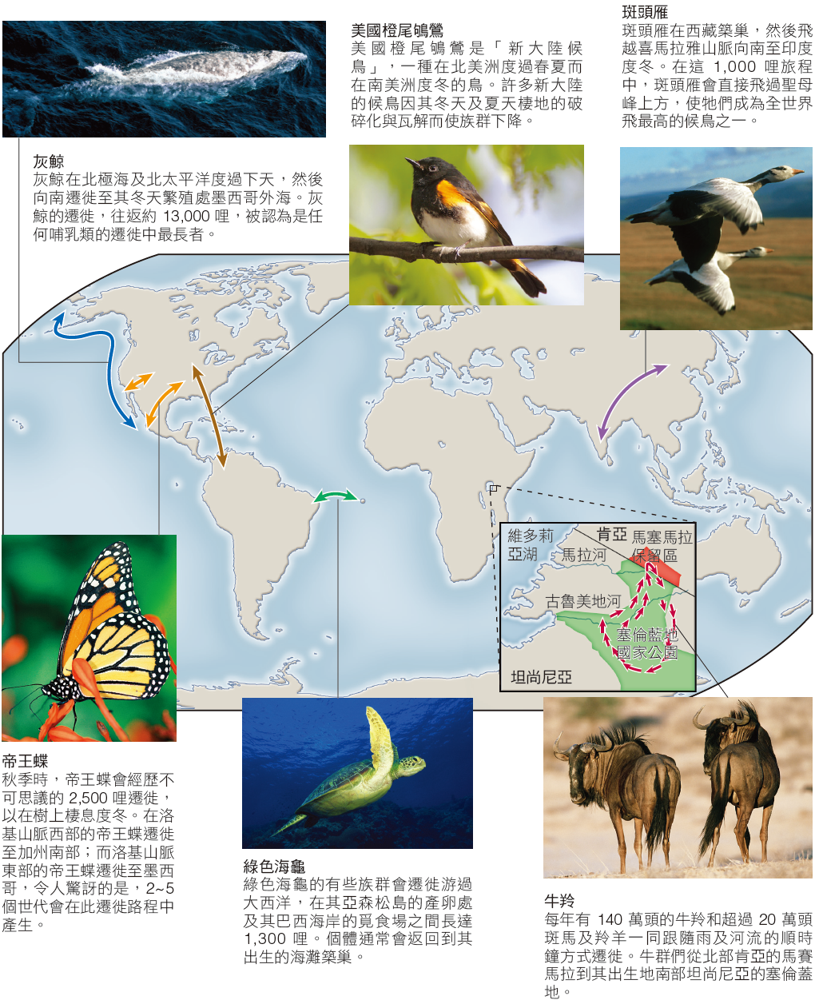 美國橙尾鴝鶯
美國橙尾鴝鶯是「新大陸候
鳥」，一種在北美洲度過春夏而
在南美洲度冬的鳥。許多新大陸
的候鳥因其冬天及夏天棲地的破
碎化與瓦解而使族群下降。
斑頭雁
斑頭雁在西藏築巢，然後飛
越喜馬拉雅山脈向南至印度
度冬。在這 1,000 哩旅程
中，斑頭雁會直接飛過聖母
峰上方，使牠們成為全世界
飛最高的候鳥之一。
灰鯨
灰鯨在北極海及北太平洋度過下天，然後
向南遷徙至其冬天繁殖處墨西哥外海。灰
鯨的遷徙，往返約 13,000 哩，被認為是任
何哺乳類的遷徙中最長者。
維多莉
亞湖
肯亞
馬塞馬拉
保留區
馬拉河
古魯美地河
塞倫藍地
國家公園
坦尚尼亞
帝王蝶
秋季時，帝王蝶會經歷不
可思議的 2,500 哩遷徙，
以在樹上棲息度冬。在洛
基山脈西部的帝王蝶遷徙
至加州南部；而洛基山脈
東部的帝王蝶遷徙至墨西
哥，令人驚訝的是，2~5
個世代會在此遷徙路程中
產生。
綠色海龜
綠色海龜的有些族群會遷徙游過
大西洋，在其亞森松島的產卵處
及其巴西海岸的覓食場之間長達
1,300 哩。個體通常會返回到其
出生的海灘築巢。
牛羚
每年有 140 萬頭的牛羚和超過 20 萬頭
斑馬及羚羊一同跟隨雨及河流的順時
鐘方式遷徙。牛群們從北部肯亞的馬賽
馬拉到其出生地南部坦尚尼亞的塞倫蓋
地。